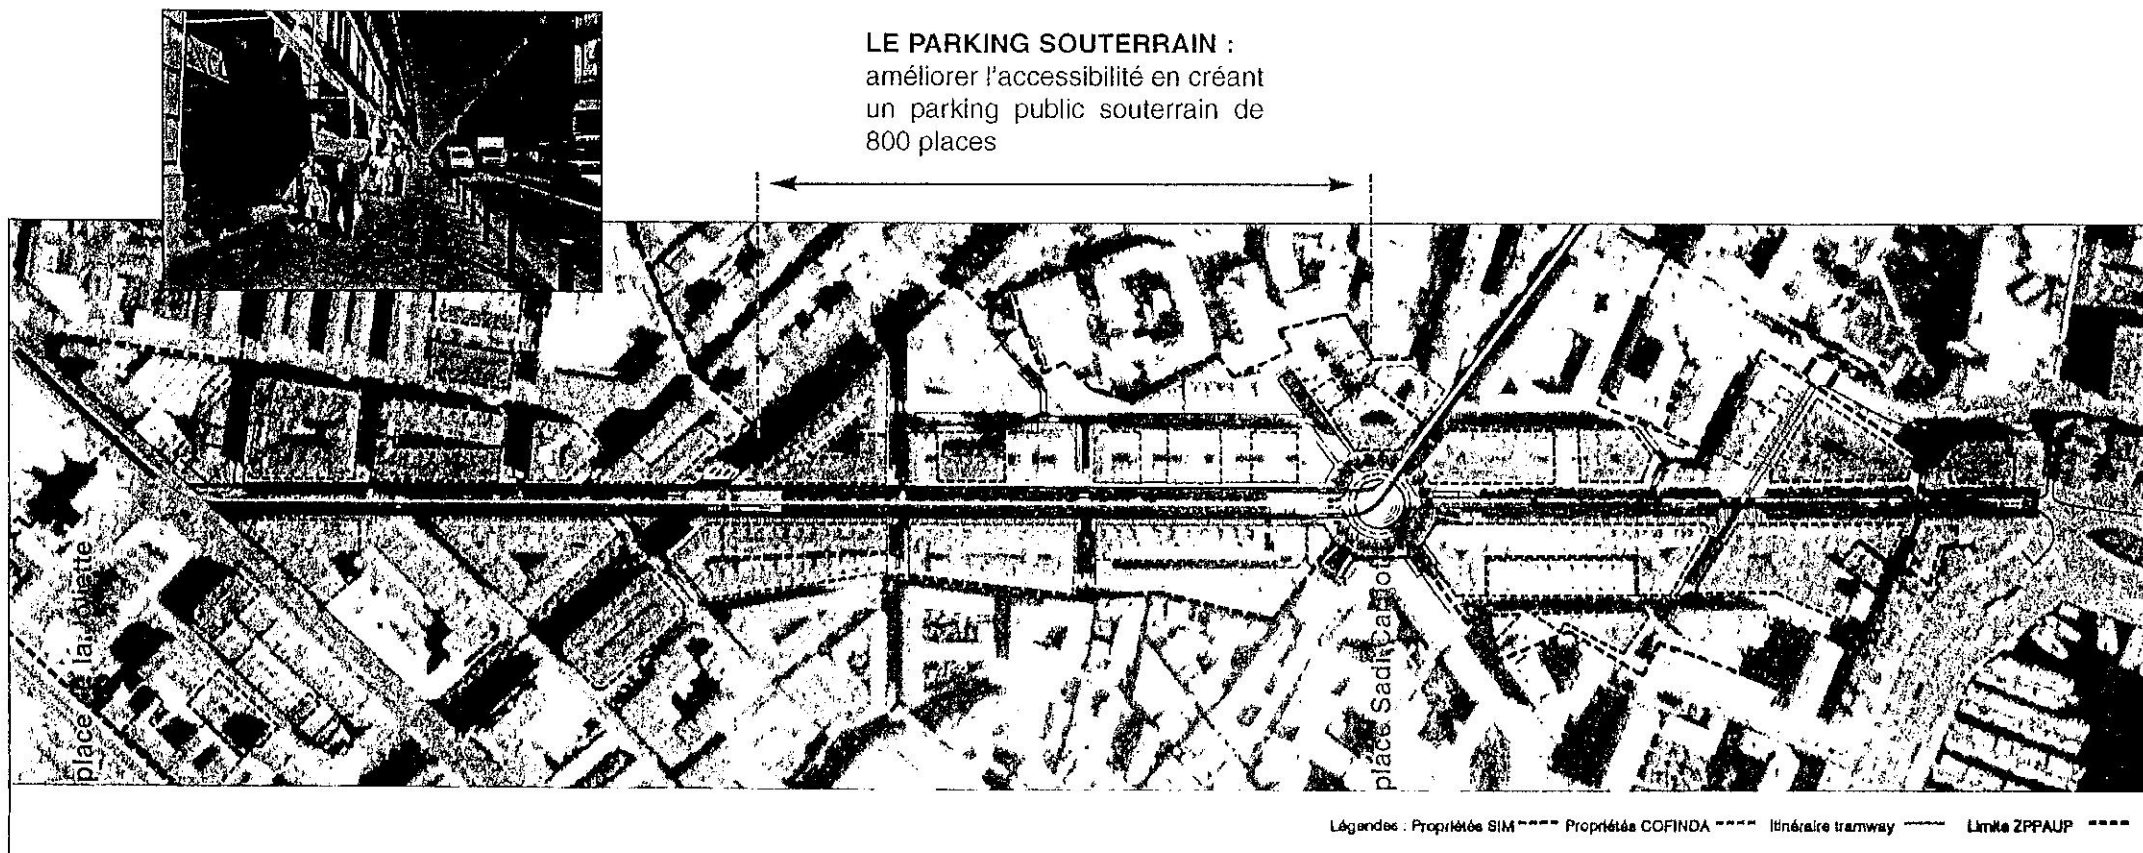 LE PARKING SOUTERRAIN :
améliorer l'accessibilité en créant
un parking public souterrain de
800 places
place de la Joliette
place Sadi Carnot
Légendes : Propriétés SIM Propriétés COFINDA Itinéraire tramway Limite ZPPAUP